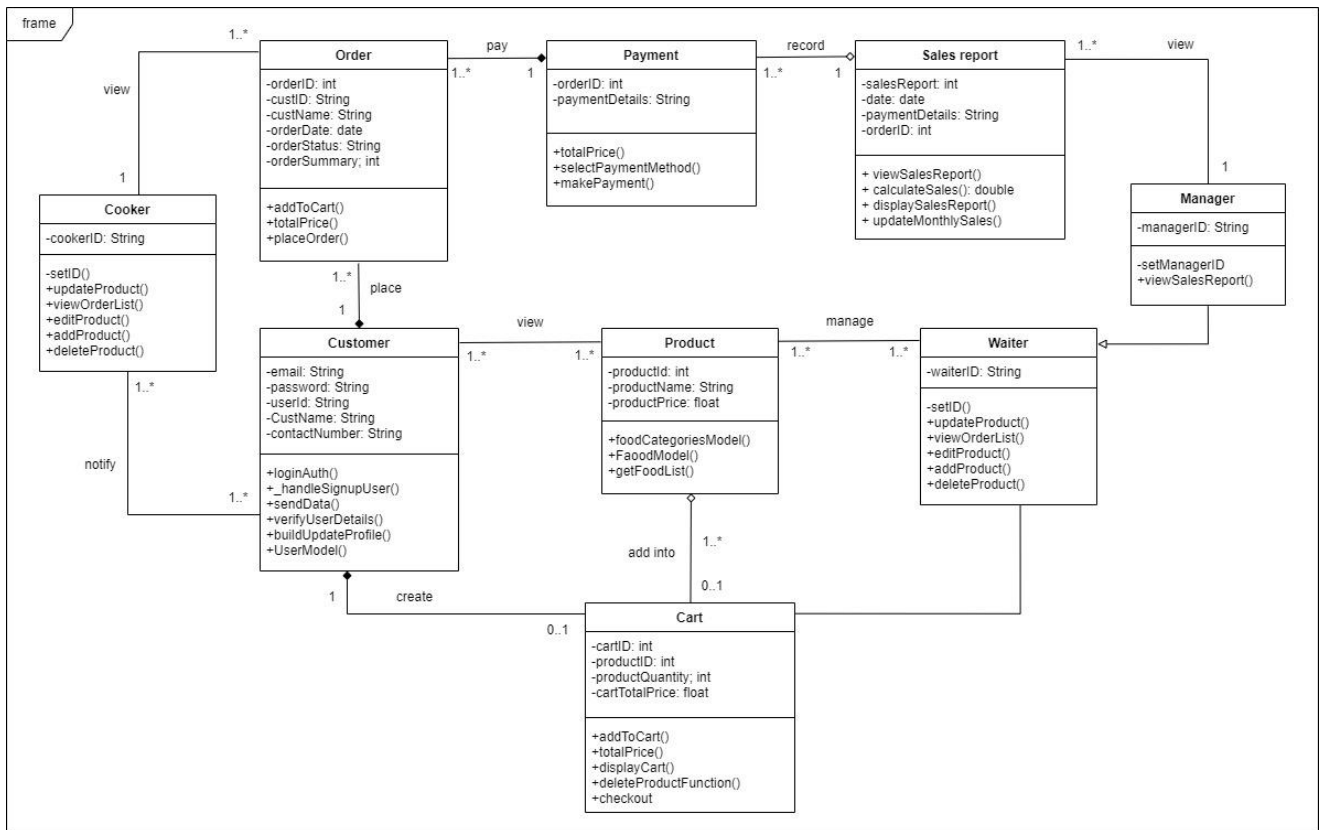 frame
1..*
view
1
Order
-orderID: int
-custID: String
-custName: String
-orderDate: date
-orderStatus: String
-orderSummary; int
+addToCart()
+totalPrice()
+placeOrder()
pay
1..*
1
Payment
-orderID: int
-paymentDetails: String
+totalPrice()
+selectPaymentMethod()
+makePayment()
record
1..*
1
Sales report
-salesReport: int
-date: date
-paymentDetails: String
-orderID: int
+ viewSalesReport()
+ calculateSales(): double
+ displaySalesReport()
+ updateMonthlySales()
1..*
view
1
Manager
-managerID: String
-setManagerID
+viewSalesReport()
Cooker
-cookerID: String
-setID()
+updateProduct()
+viewOrderList()
+editProduct()
+addProduct()
+deleteProduct()
1..*
notify
1..*
1..*
place
1
Customer
-email: String
-password: String
-userId: String
-CustName: String
-contactNumber: String
+loginAuth()
+_handleSignupUser()
+sendData()
+verifyUserDetails()
+buildUpdateProfile()
+UserModel()
view
1..*
1..*
Product
-productId: int
-productName: String
-productPrice: float
+foodCategoriesModel()
+FaoodModel()
+getFoodList()
manage
1..*
1..*
Waiter
-waiterID: String
-setID()
+updateProduct()
+viewOrderList()
+editProduct()
+addProduct()
+deleteProduct()
add into
1..*
0..1
1
create
0..1
Cart
-cartID: int
-productID: int
-productQuantity; int
-cartTotalPrice: float
+addToCart()
+totalPrice()
+displayCart()
+deleteProductFunction()
+checkout